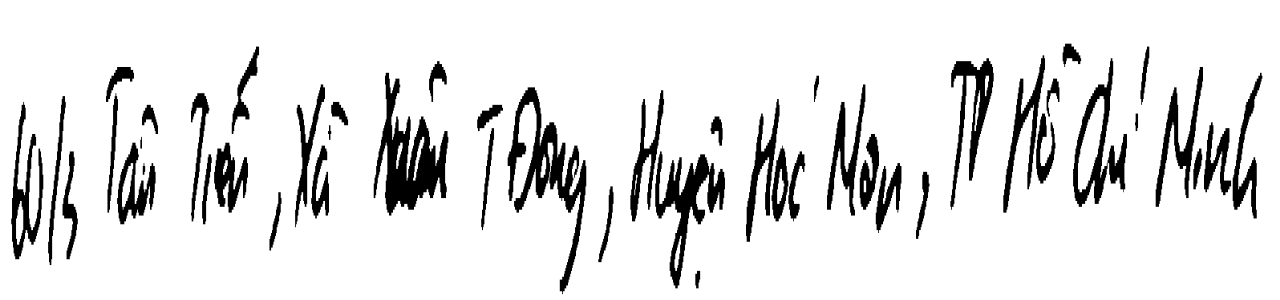 60/3 Tân Tiến, Xã Xuân T Đông, Huyện Hóc Môn, TP Hồ Chí Minh